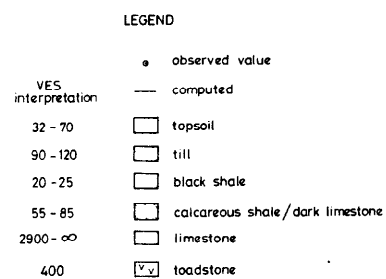 LEGEND
observed value
VES
interpretation
computed
32 - 70 topsoil
90 - 120 till
20 - 25 black shale
55 - 85 calcareous shale / dark limestone
2900 - ∞ limestone
400 v v toadstone